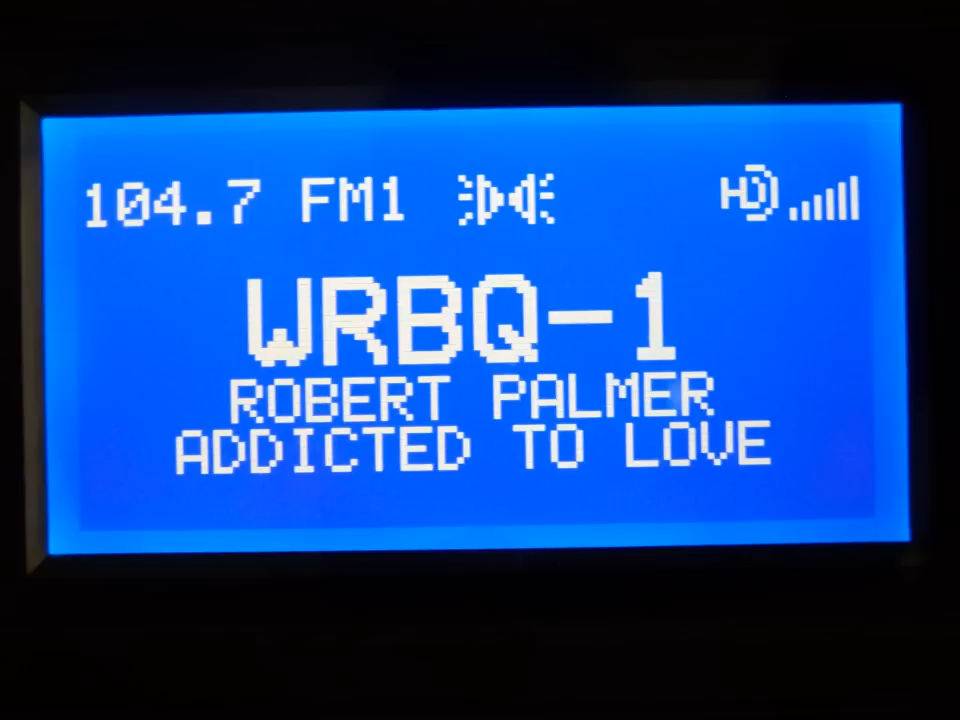 104.7 FM1 HD
WRBQ-1
ROBERT PALMER
ADDICTED TO LOVE